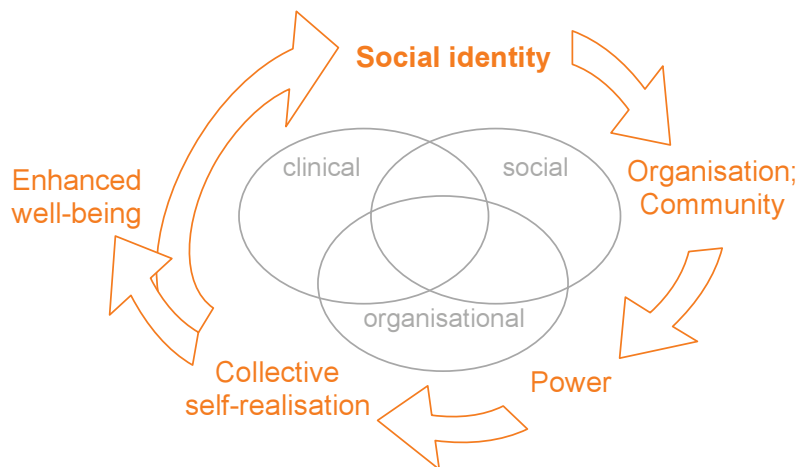 Social identity
clinical
social
Organisation;
Community
Enhanced
well-being
organisational
Power
Collective
self-realisation